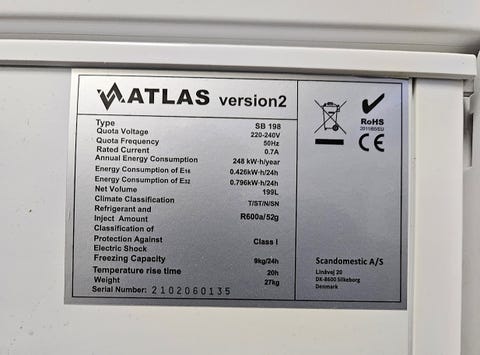 ATLAS version2
Type SB 198
Quota Voltage 220-240V
Quota Frequency 50Hz
Rated Current 0.7A
Annual Energy Consumption 248 kW·h/year
Energy Consumption of E16 0.426kW·h/24h
Energy Consumption of E32 0.796kW·h/24h
Net Volume 199L
Climate Classification T/ST/N/SN
Refrigerant and
Inject Amount R600a/52g
Classification of
Protection Against Class I
Electric Shock
Freezing Capacity 9kg/24h
Temperature rise time 20h
Weight 27kg
Serial Number: 2102060135
RoHS
2011/65/EU
CE
Scandomestic A/S
Linåvej 20
DK-8600 Silkeborg
Denmark